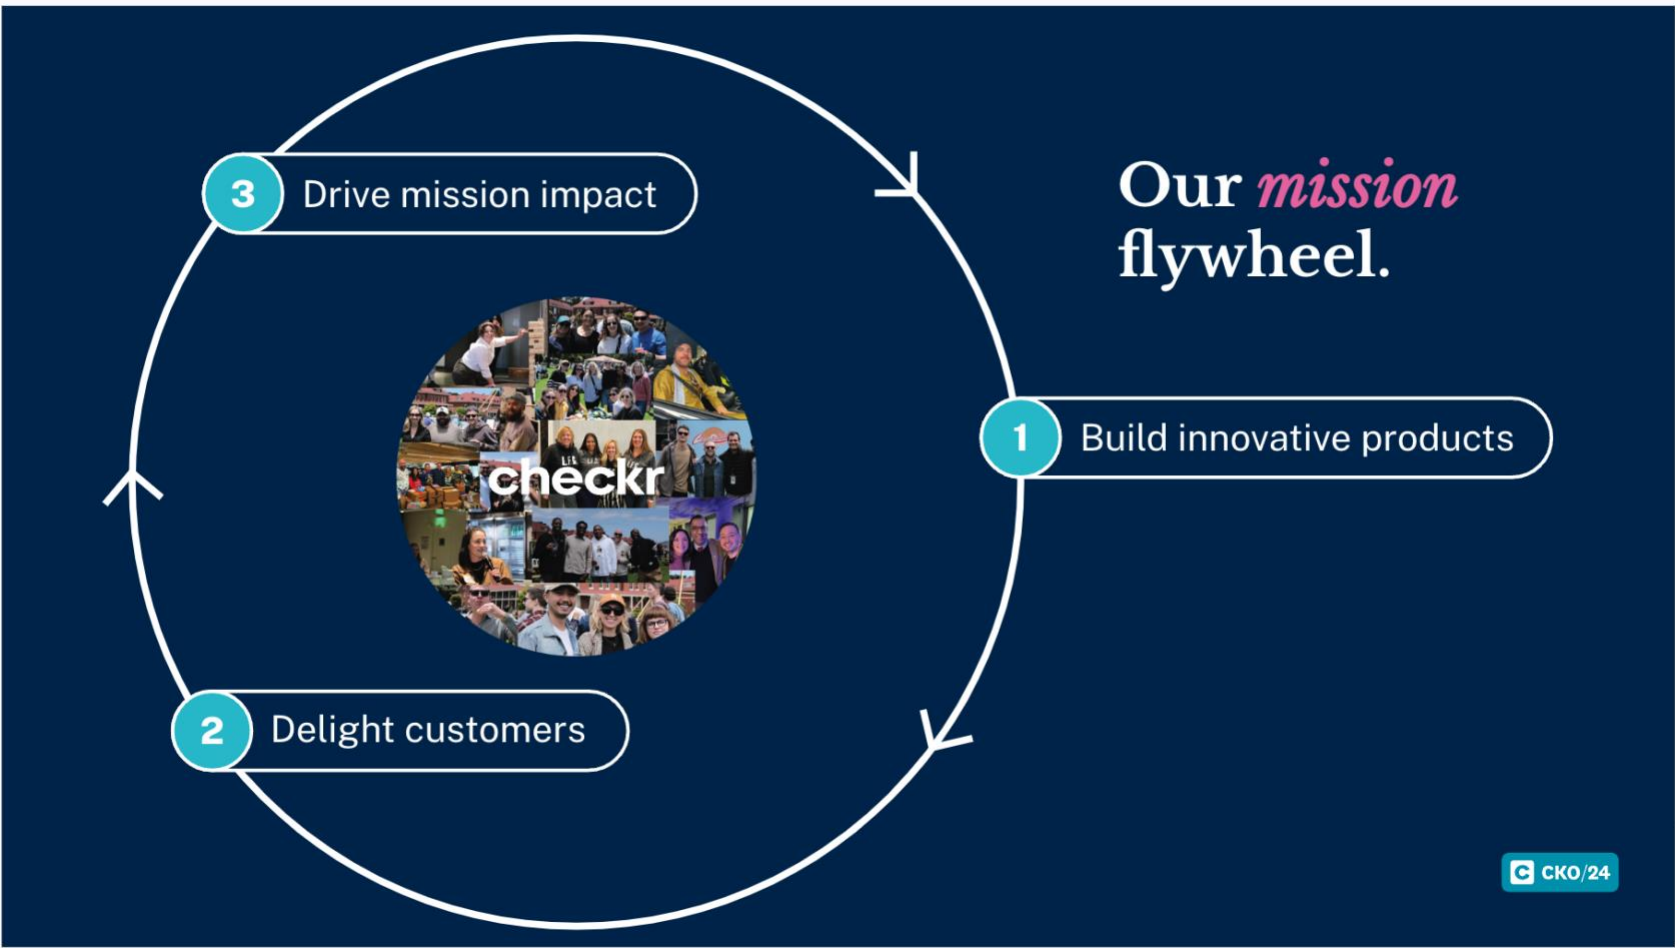 Our mission
flywheel.
3 Drive mission impact
1 Build innovative products
checkr
2 Delight customers
C CKO/24